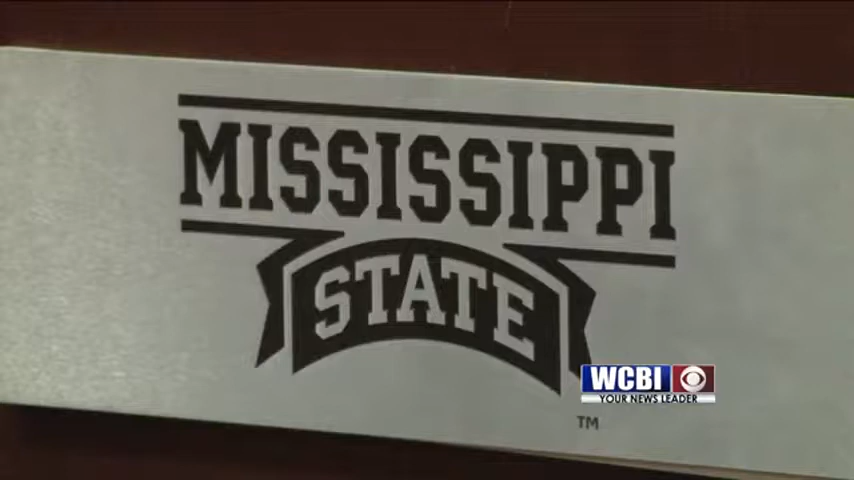 MISSISSIPPI
STATE
WCBI
YOUR NEWS LEADER
TM